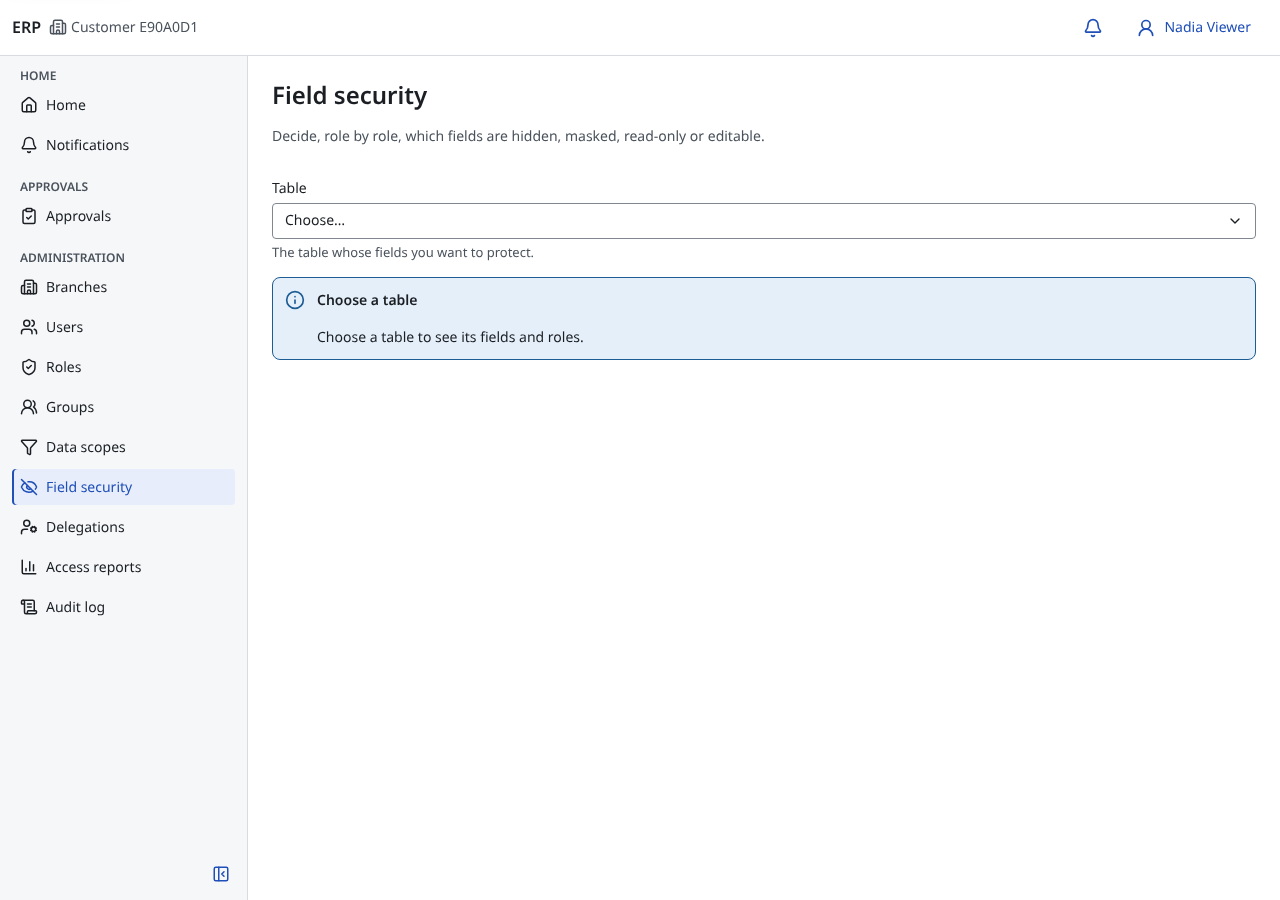 ERP Customer E90A0D1
Nadia Viewer
HOME
Home
Notifications
APPROVALS
Approvals
ADMINISTRATION
Branches
Users
Roles
Groups
Data scopes
Field security
Delegations
Access reports
Audit log
Field security
Decide, role by role, which fields are hidden, masked, read-only or editable.
Table
Choose...
The table whose fields you want to protect.
Choose a table
Choose a table to see its fields and roles.